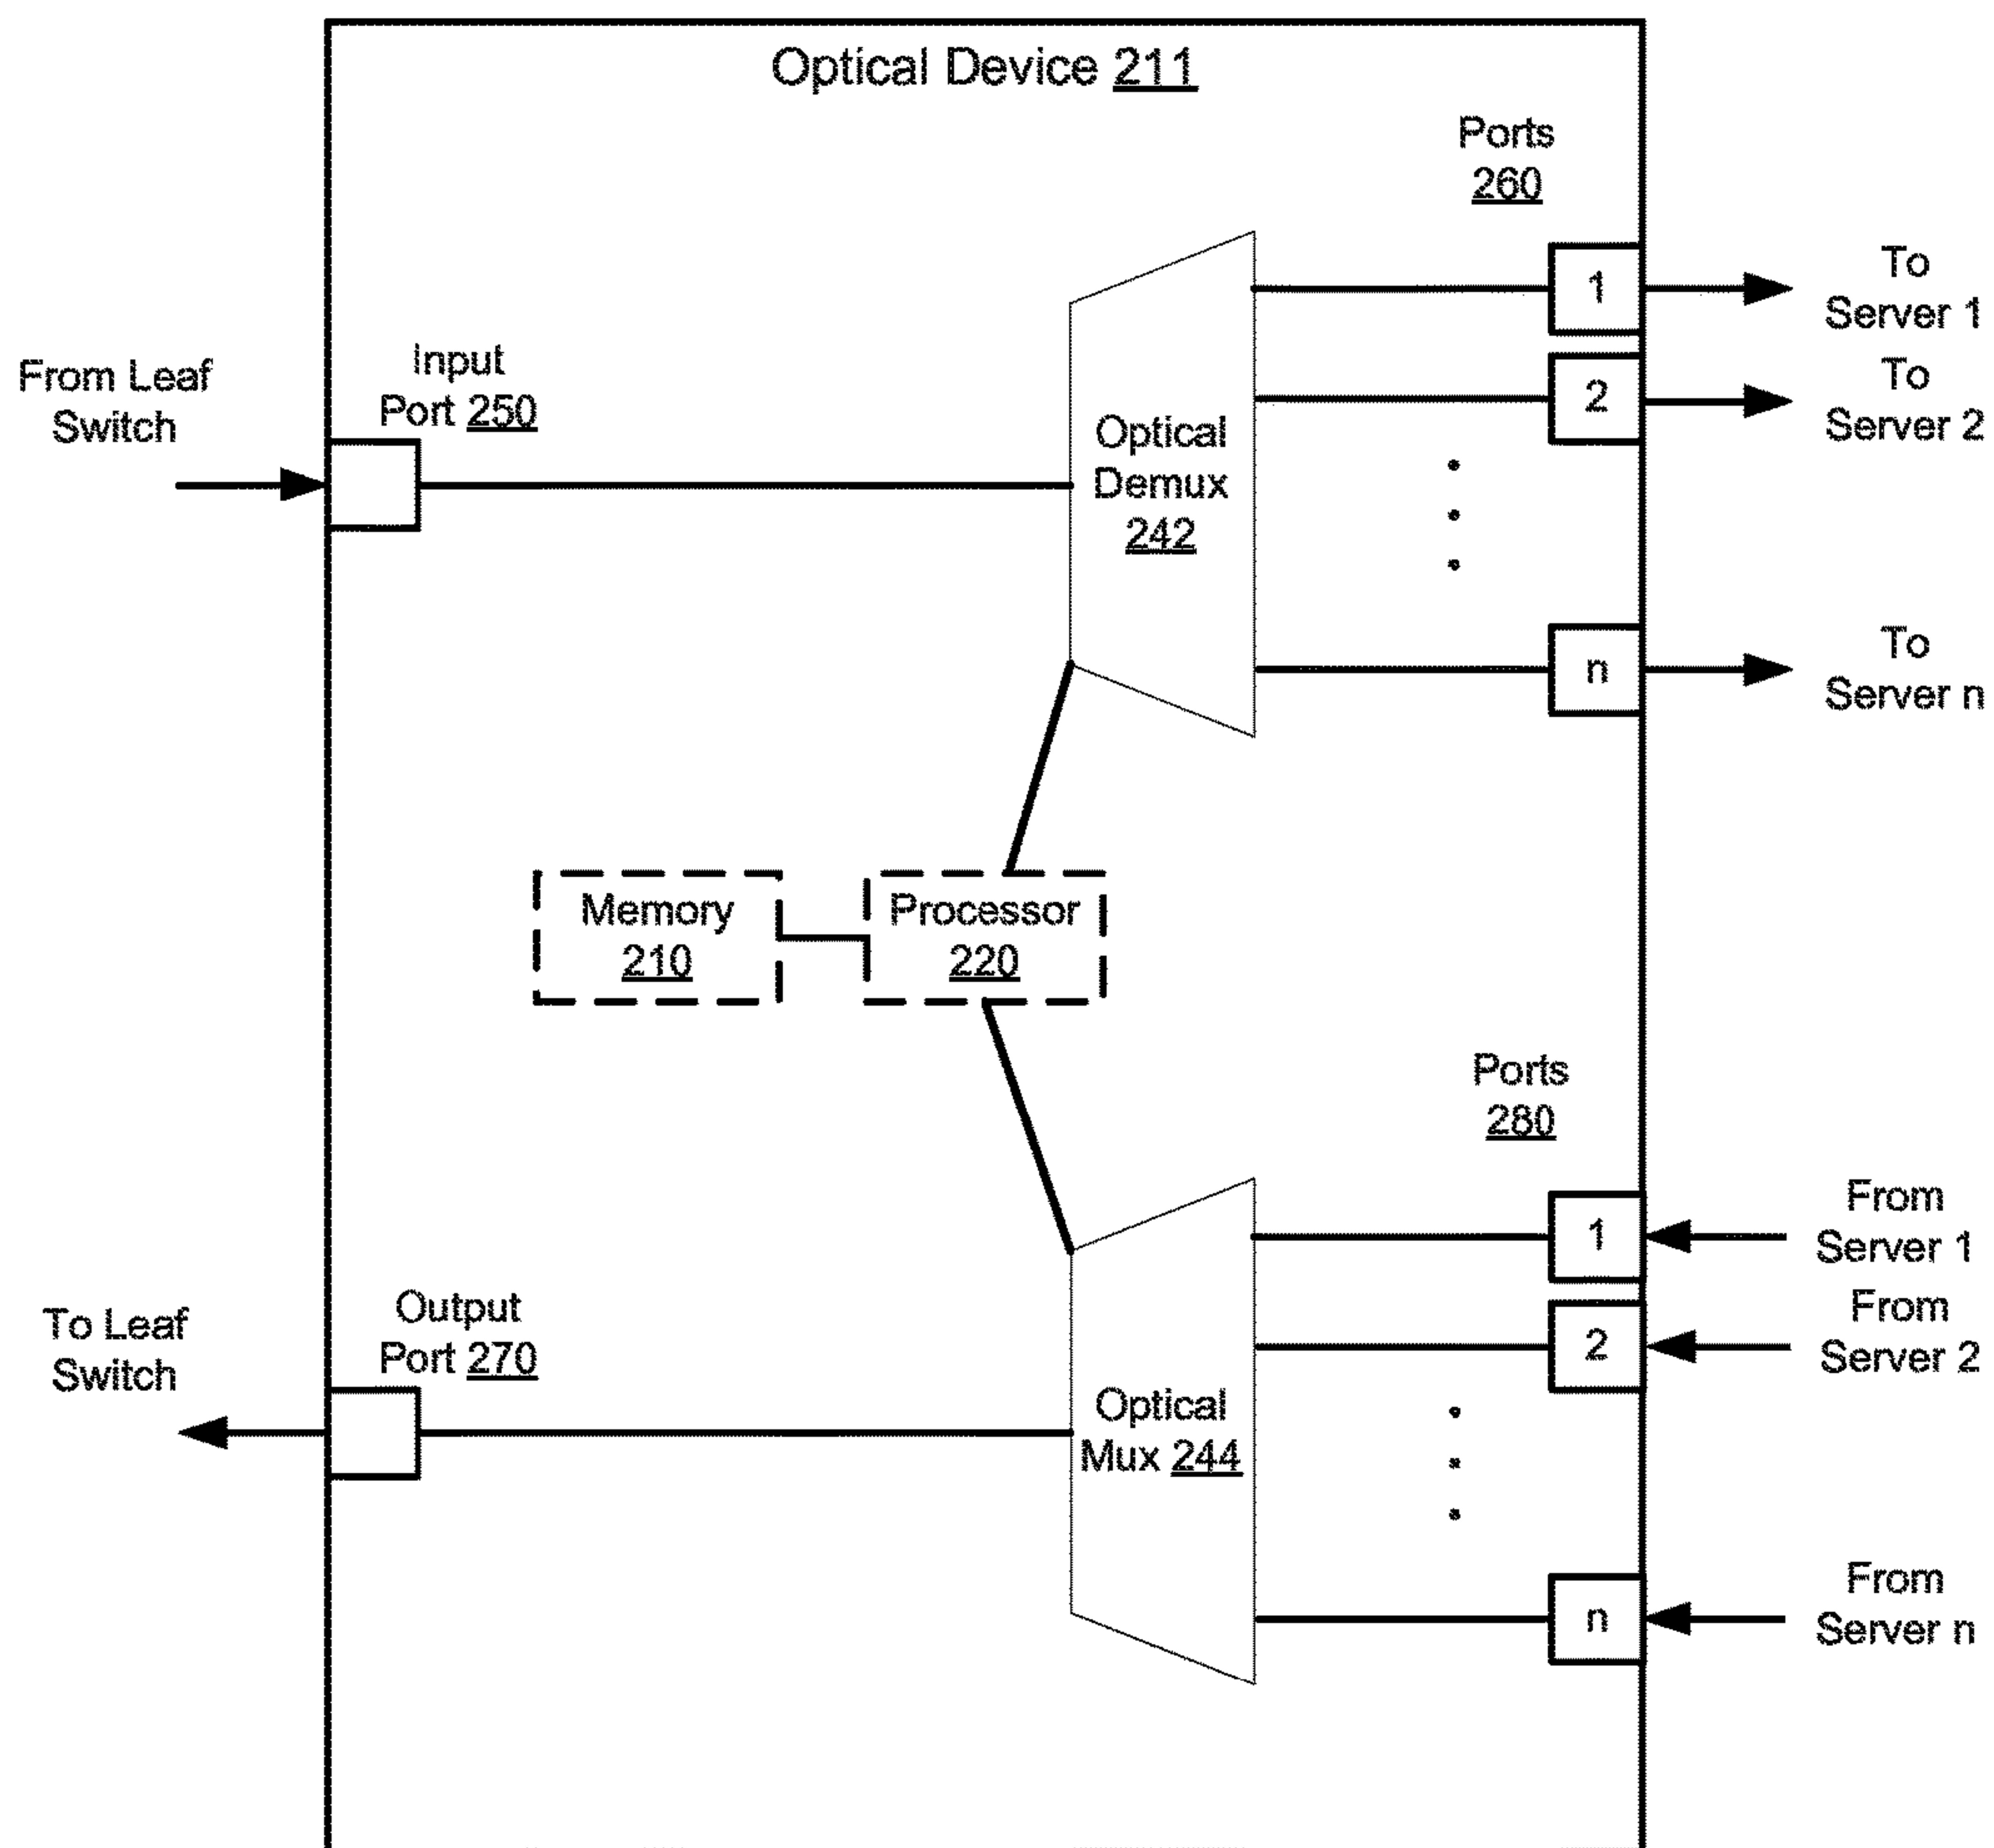 Optical Device 211
Ports
260
1
To
Server 1
From Leaf
Switch
Input
Port 250
2
To
Server 2
Optical
Demux
242
n
To
Server n
Memory
210
Processor
220
Ports
280
1
From
Server 1
To Leaf
Switch
Output
Port 270
2
From
Server 2
Optical
Mux 244
n
From
Server n